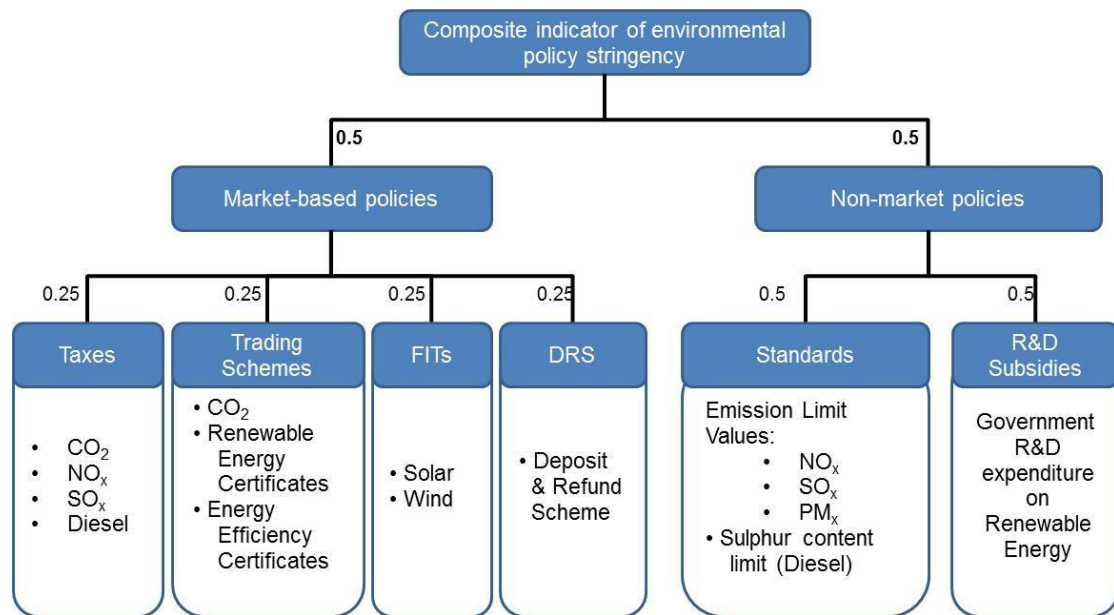 Composite indicator of environmental
policy stringency
0.5
0.5
Market-based policies
Non-market policies
0.25
0.25
0.25
0.25
0.5
0.5
Taxes
• CO₂
• NOₓ
• SOₓ
• Diesel
Trading
Schemes
• CO₂
• Renewable
Energy
Certificates
• Energy
Efficiency
Certificates
FITs
• Solar
• Wind
DRS
• Deposit
& Refund
Scheme
Standards
Emission Limit
Values:
• NOₓ
• SOₓ
• PMₓ
• Sulphur content
limit (Diesel)
R&D
Subsidies
Government
R&D
expenditure
on
Renewable
Energy